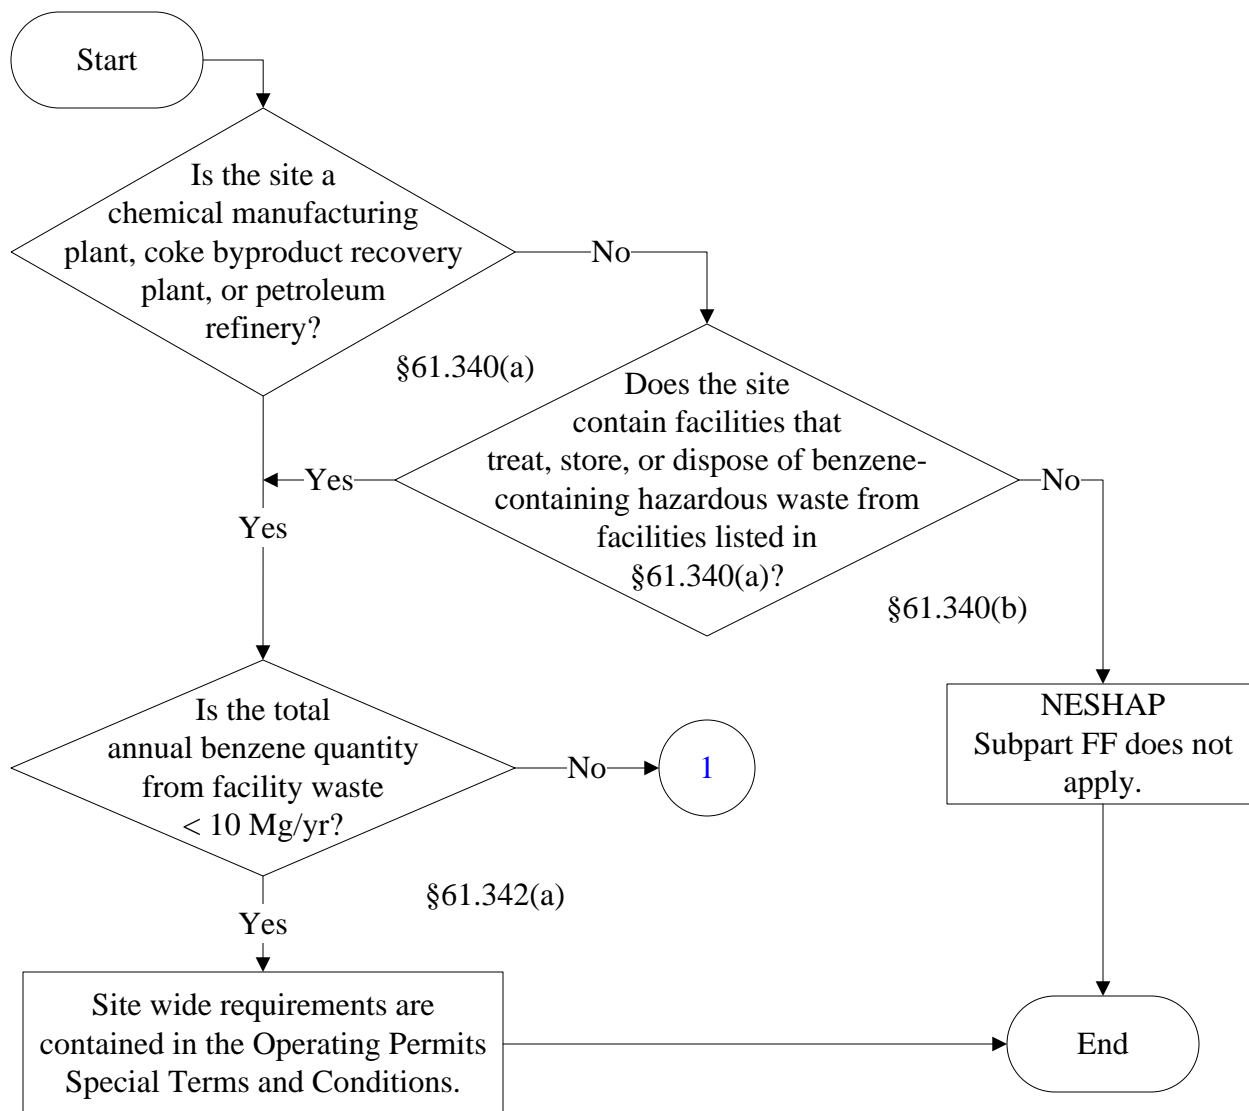 Start
Is the site a
chemical manufacturing
plant, coke byproduct recovery
plant, or petroleum
refinery?
No
§61.340(a)
Does the site
contain facilities that
treat, store, or dispose of benzene-
containing hazardous waste from
facilities listed in
§61.340(a)?
Yes
No
Yes
§61.340(b)
Is the total
annual benzene quantity
from facility waste
< 10 Mg/yr?
No
1
NESHAP
Subpart FF does not
apply.
§61.342(a)
Yes
Site wide requirements are
contained in the Operating Permits
Special Terms and Conditions.
End